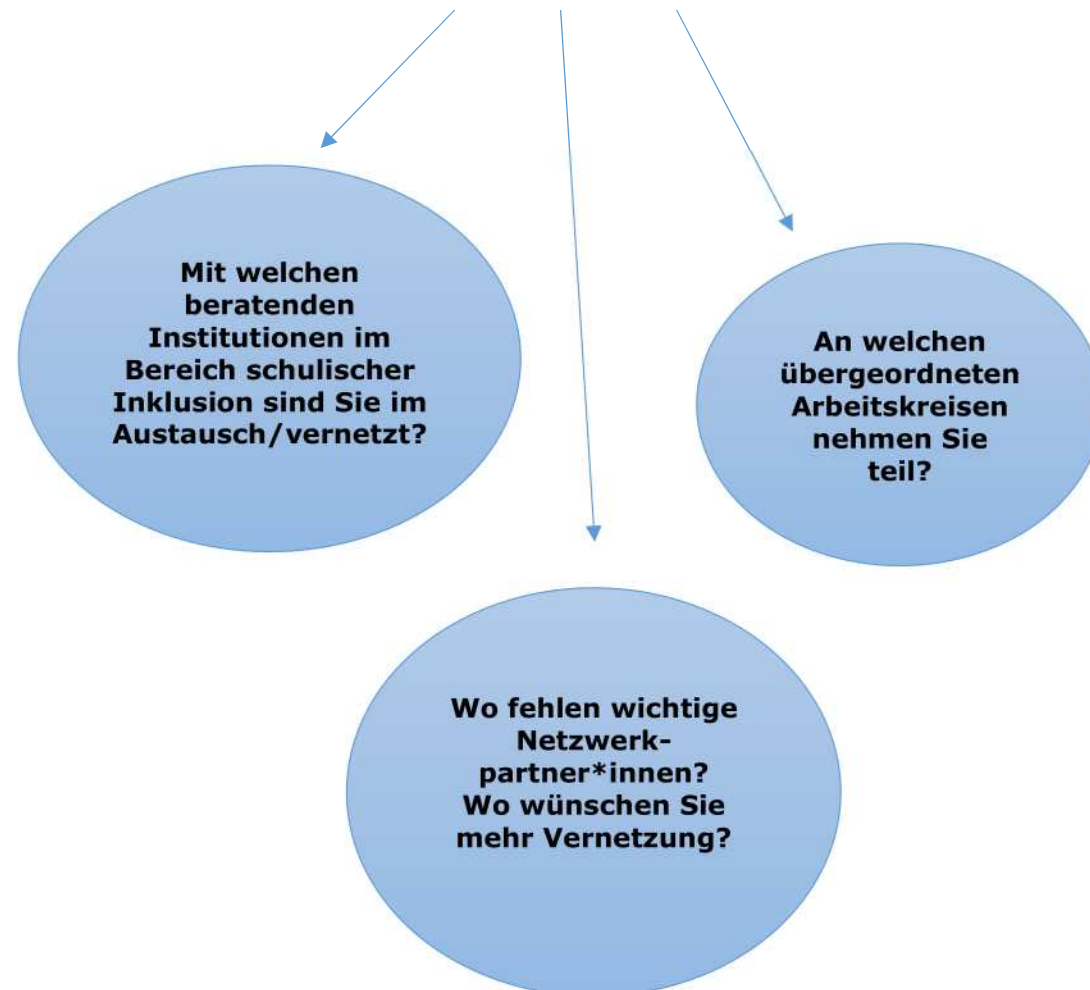 Mit welchen
beratenden
Institutionen im
Bereich schulischer
Inklusion sind Sie im
Austausch/vernetzt?
An welchen
übergeordneten
Arbeitskreisen
nehmen Sie
teil?
Wo fehlen wichtige
Netzwerk-
partner*innen?
Wo wünschen Sie
mehr Vernetzung?